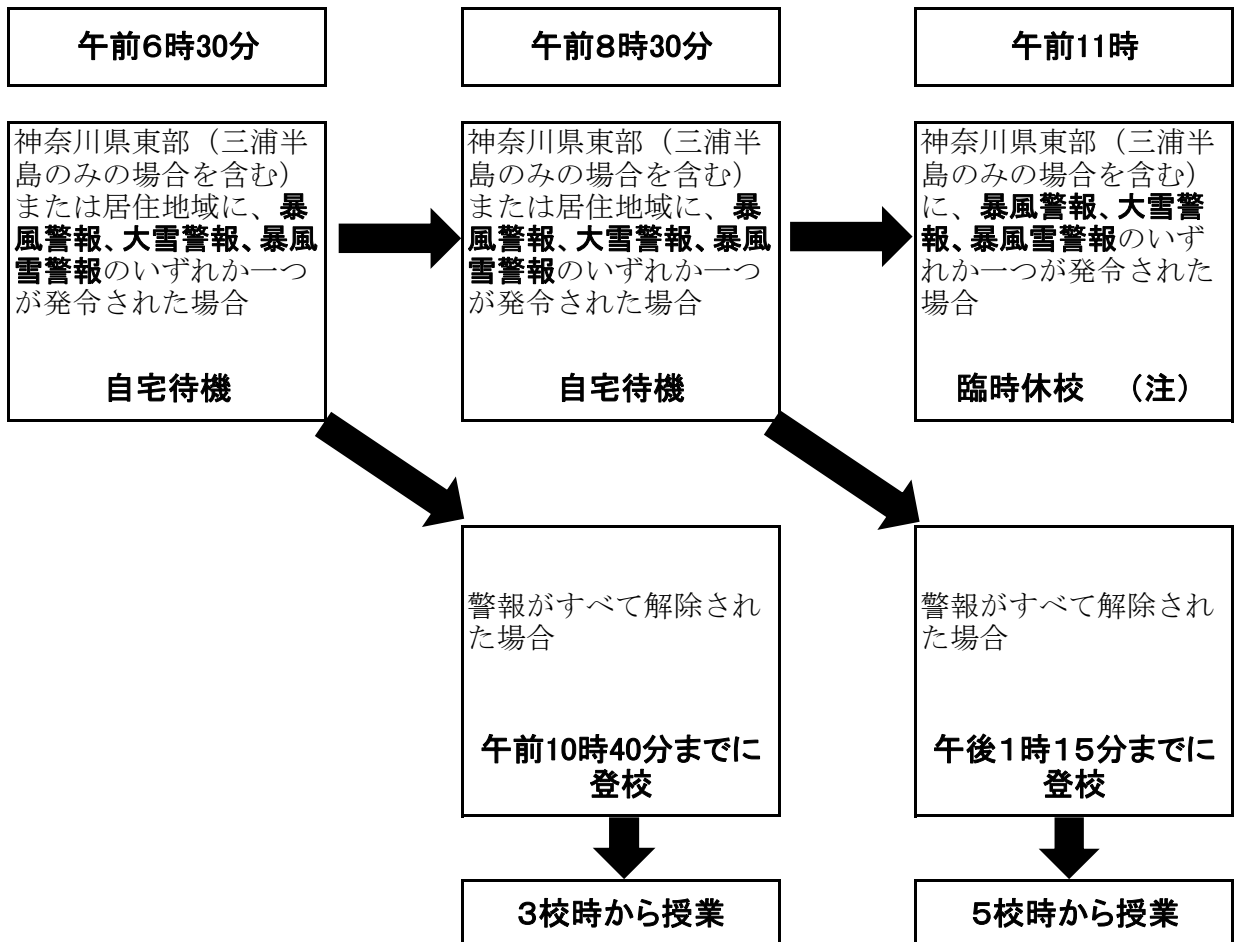 午前6時30分
午前8時30分
午前11時
神奈川県東部（三浦半
島のみの場合を含む）
または居住地域に、暴
風警報、大雪警報、暴風
雪警報のいずれか一つ
が発令された場合
自宅待機
神奈川県東部（三浦半
島のみの場合を含む）
または居住地域に、暴
風警報、大雪警報、暴風
雪警報のいずれか一つ
が発令された場合
自宅待機
神奈川県東部（三浦半
島のみの場合を含む）
に、暴風警報、大雪警
報、暴風雪警報のいず
れか一つが発令された
場合
臨時休校　（注）
警報がすべて解除され
た場合
午前10時40分までに
登校
警報がすべて解除され
た場合
午後１時１５分までに
登校
３校時から授業
５校時から授業